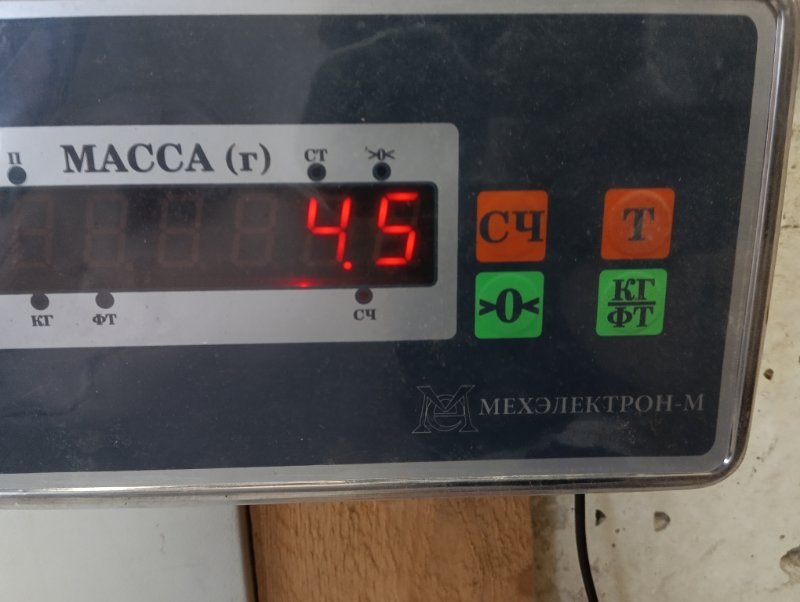 П МАССА (г) СТ >0<
4.5
КГ ФТ СЧ
СЧ Т
>0< КГ/ФТ
МЕХЭЛЕКТРОН-М